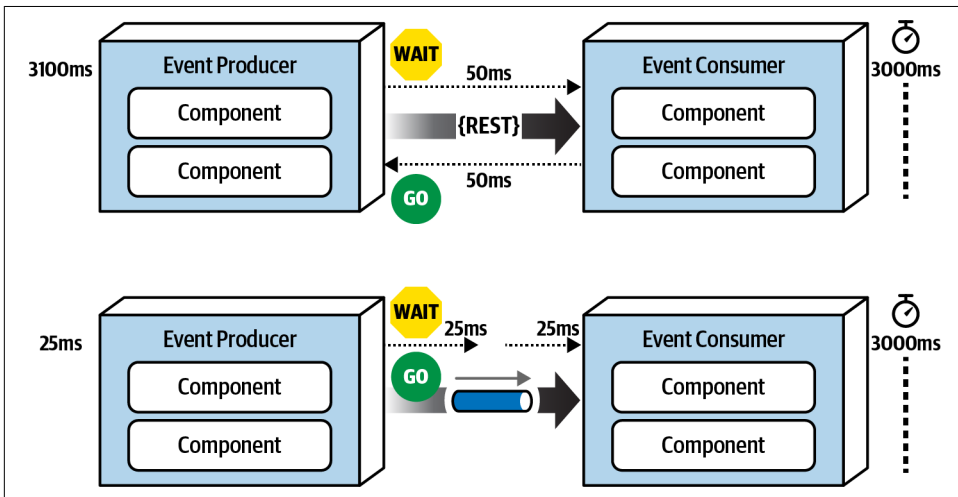 WAIT
3100ms
Event Producer
50ms
Event Consumer
3000ms
Component
{REST}
Component
Component
50ms
Component
GO
WAIT
25ms
Event Producer
25ms
25ms
Event Consumer
3000ms
GO
Component
Component
Component
Component